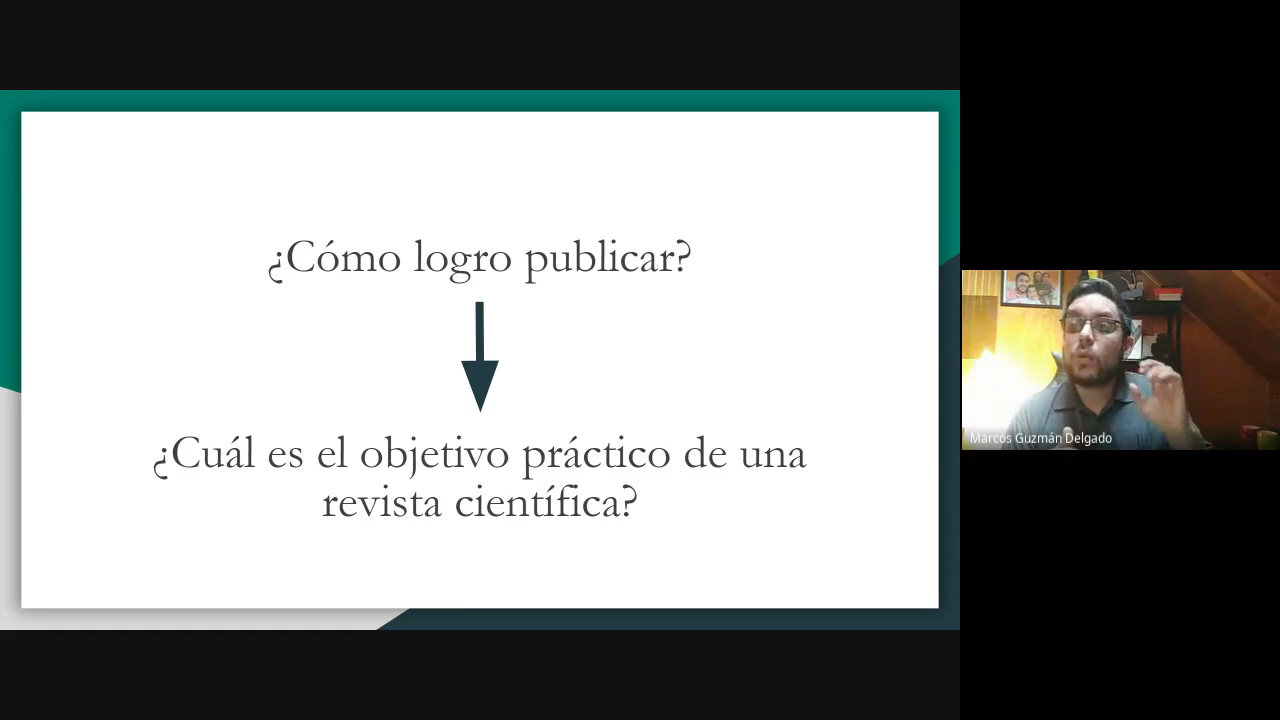 ¿Cómo logro publicar?
¿Cuál es el objetivo práctico de una
revista científica?
Marcos Guzmán Delgado